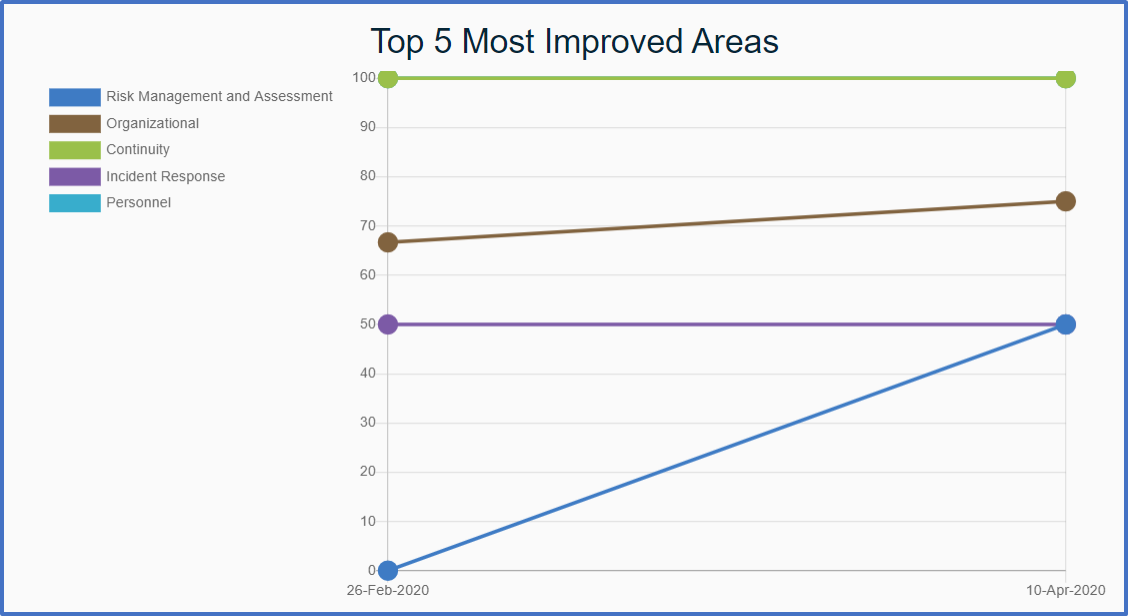 Top 5 Most Improved Areas
Risk Management and Assessment
Organizational
Continuity
Incident Response
Personnel
100
90
80
70
60
50
40
30
20
10
0
26-Feb-2020
10-Apr-2020